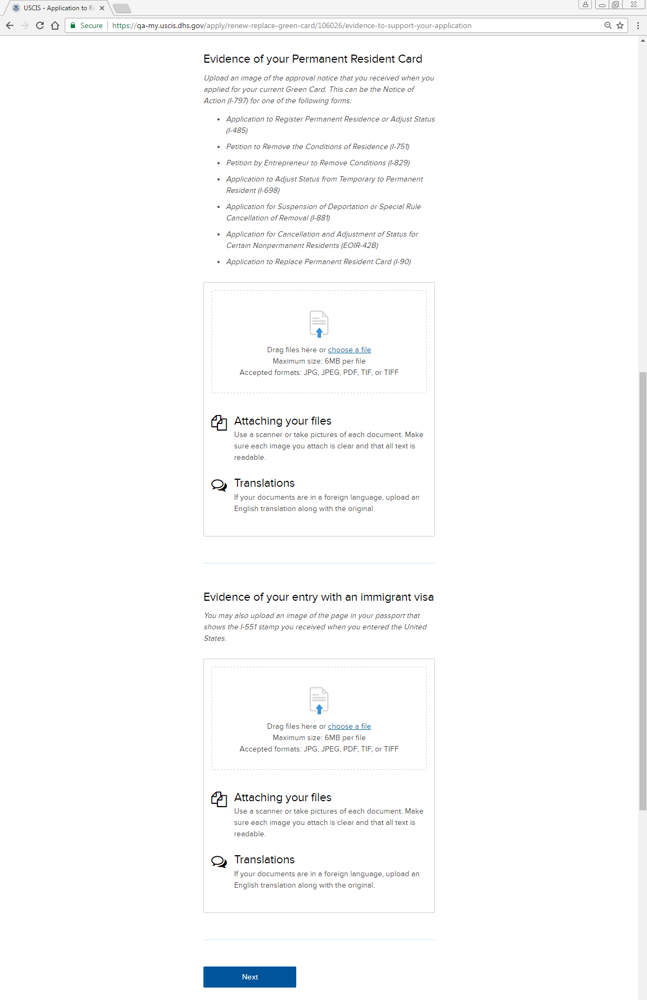 USCIS - Application to Re
Secure
https://qa-my.uscis.dhs.gov/apply/renew-replace-green-card/106026/evidence-to-support-your-application
Evidence of your Permanent Resident Card
Upload an image of the approval notice that you received when you
applied for your current Green Card. This can be the Notice of
Action (I-797) for one of the following forms:
• Application to Register Permanent Residence or Adjust Status
(I-485)
• Petition to Remove the Conditions of Residence (I-751)
• Petition by Entrepreneur to Remove Conditions (I-829)
• Application to Adjust Status from Temporary to Permanent
Resident (I-698)
• Application for Suspension of Deportation or Special Rule
Cancellation of Removal (I-881)
• Application for Cancellation and Adjustment of Status for
Certain Nonpermanent Residents (EOIR-42B)
• Application to Replace Permanent Resident Card (I-90)
Drag files here or choose a file
Maximum size: 6MB per file
Accepted formats: JPG, JPEG, PDF, TIF, or TIFF
Attaching your files
Use a scanner or take pictures of each document. Make
sure each image you attach is clear and that all text is
readable.
Translations
If your documents are in a foreign language, upload an
English translation along with the original.
Evidence of your entry with an immigrant visa
You may also upload an image of the page in your passport that
shows the I-551 stamp you received when you entered the United
States.
Drag files here or choose a file
Maximum size: 6MB per file
Accepted formats: JPG, JPEG, PDF, TIF, or TIFF
Attaching your files
Use a scanner or take pictures of each document. Make
sure each image you attach is clear and that all text is
readable.
Translations
If your documents are in a foreign language, upload an
English translation along with the original.
Next